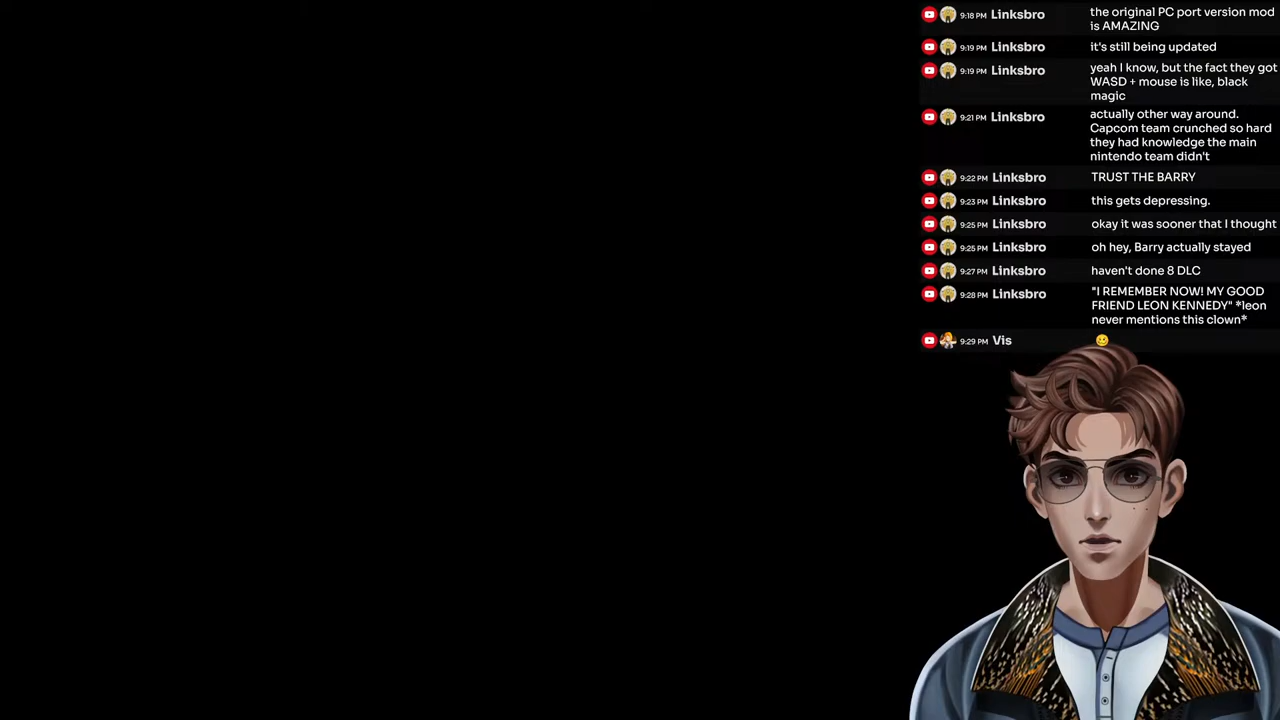 9:18 PM Linksbro the original PC port version mod
is AMAZING
9:19 PM Linksbro it's still being updated
9:19 PM Linksbro yeah I know, but the fact they got
WASD + mouse is like, black
magic
9:21 PM Linksbro actually other way around.
Capcom team crunched so hard
they had knowledge the main
nintendo team didn't
9:22 PM Linksbro TRUST THE BARRY
9:23 PM Linksbro this gets depressing.
9:25 PM Linksbro okay it was sooner that I thought
9:25 PM Linksbro oh hey, Barry actually stayed
9:27 PM Linksbro haven't done 8 DLC
9:28 PM Linksbro "I REMEMBER NOW! MY GOOD
FRIEND LEON KENNEDY" *leon
never mentions this clown*
9:29 PM Vis